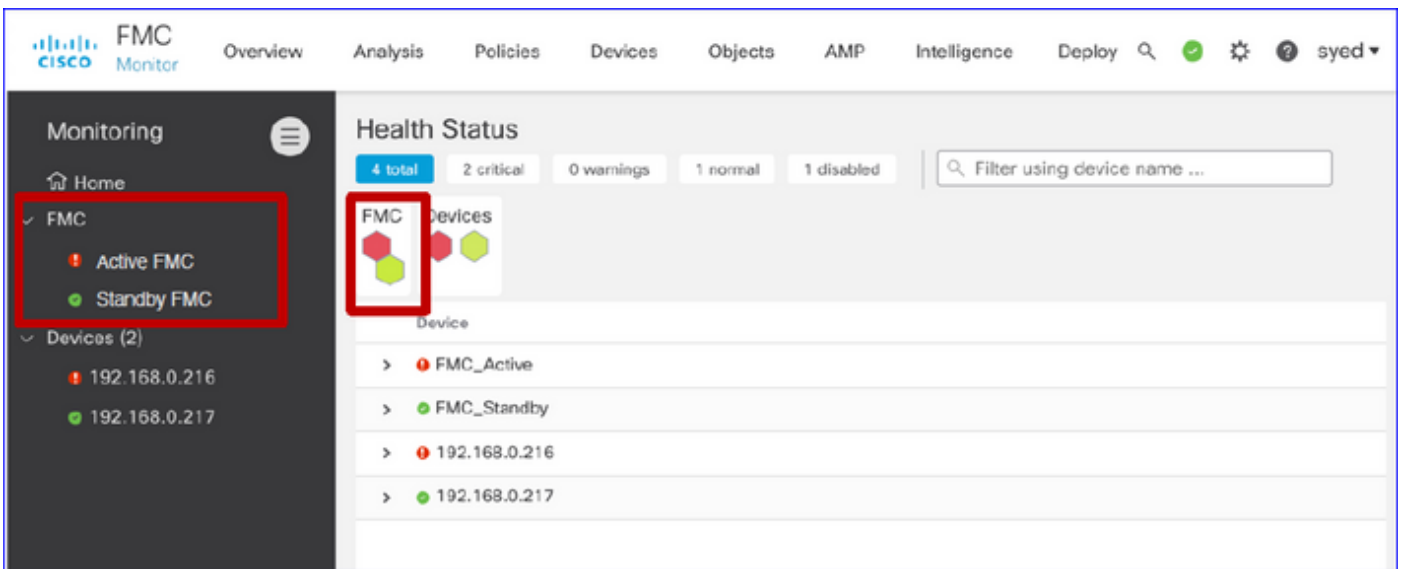 CISCO FMC Monitor Overview Analysis Policies Devices Objects AMP Intelligence Deploy syed
Monitoring
Home
FMC
Active FMC
Standby FMC
Devices (2)
192.168.0.216
192.168.0.217
Health Status
4 total 2 critical 0 warnings 1 normal 1 disabled Filter using device name ...
FMC Devices
Device
FMC_Active
FMC_Standby
192.168.0.216
192.168.0.217